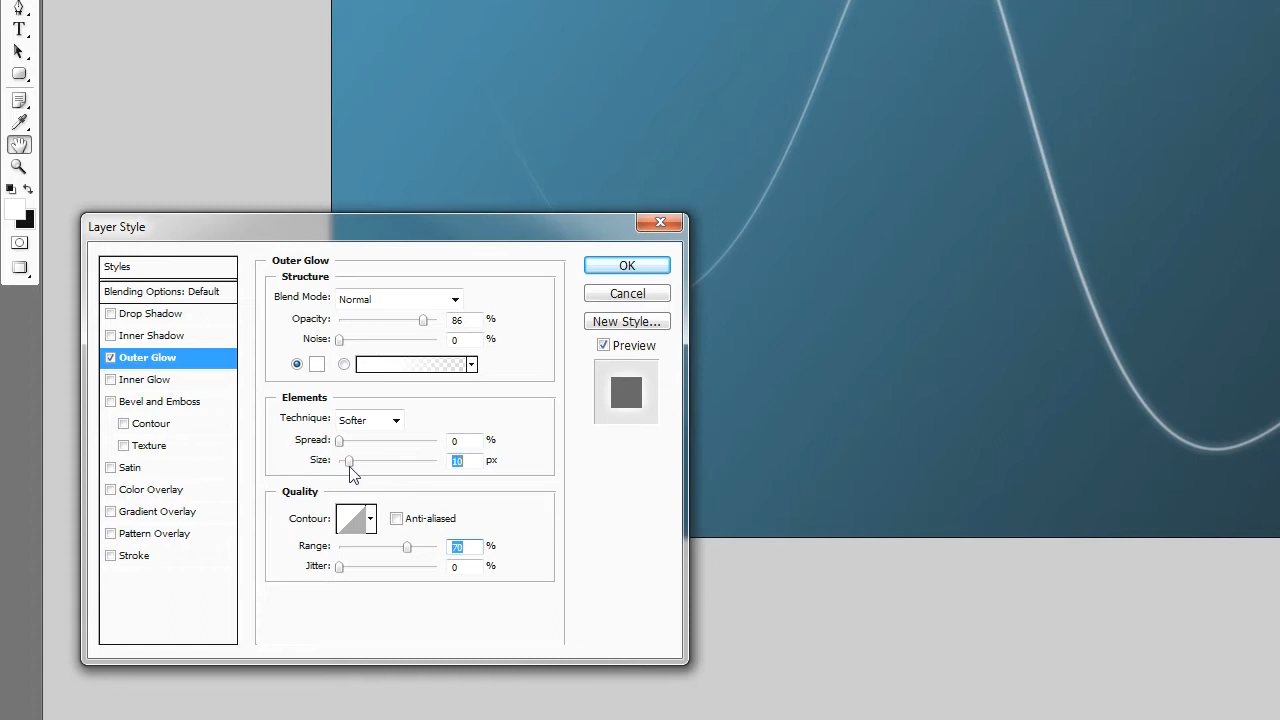 T
Layer Style
Styles
Blending Options: Default
Drop Shadow
Inner Shadow
Outer Glow
Inner Glow
Bevel and Emboss
Contour
Texture
Satin
Color Overlay
Gradient Overlay
Pattern Overlay
Stroke
Outer Glow
Structure
Blend Mode: Normal
Opacity: 86 %
Noise: 0 %
Elements
Technique: Softer
Spread: 0 %
Size: 10 px
Quality
Contour: Anti-aliased
Range: 70 %
Jitter: 0 %
OK
Cancel
New Style...
Preview